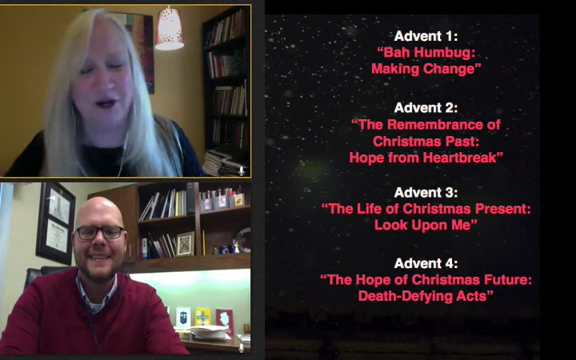 Advent 1:
“Bah Humbug:
Making Change”
Advent 2:
“The Remembrance of
Christmas Past:
Hope from Heartbreak”
Advent 3:
“The Life of Christmas Present:
Look Upon Me”
Advent 4:
“The Hope of Christmas Future:
Death-Defying Acts”